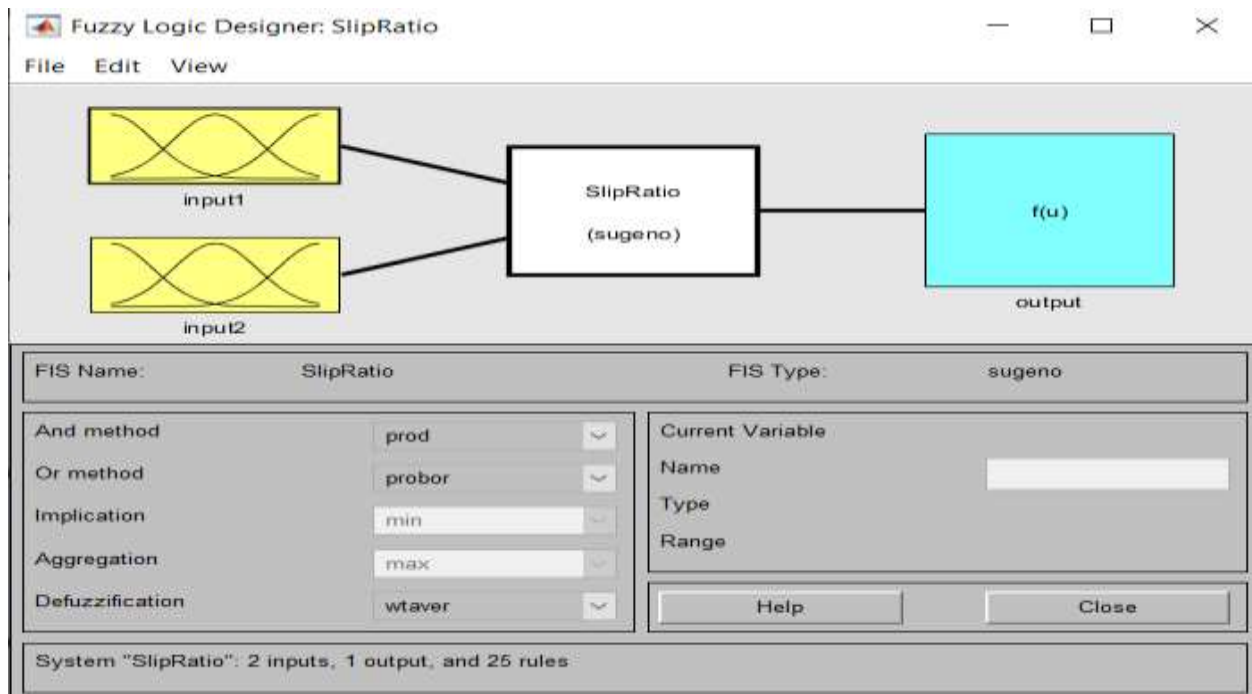 Fuzzy Logic Designer: SlipRatio
File Edit View
input1
input2
SlipRatio
(sugeno)
f(u)
output
FIS Name: SlipRatio FIS Type: sugeno
And method prod
Or method probor
Implication min
Aggregation max
Defuzzification wtaver
Current Variable
Name
Type
Range
Help Close
System "SlipRatio": 2 inputs, 1 output, and 25 rules